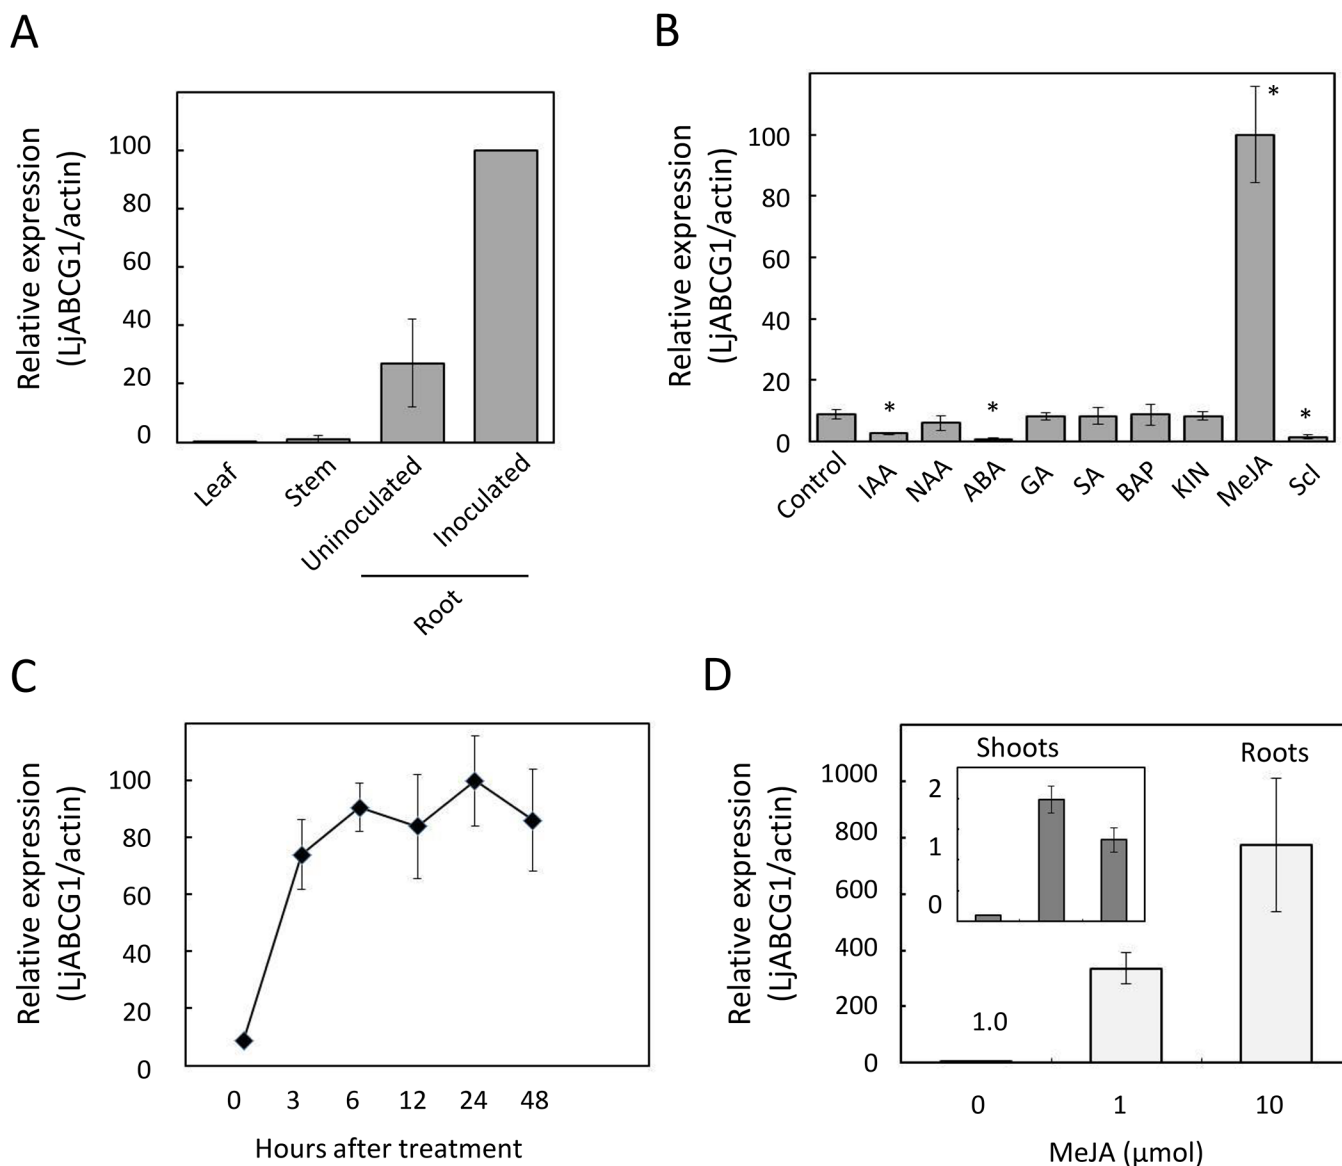 A
Relative expression
(LjABCG1/actin)
100
80
60
40
20
0
Leaf
Stem
Uninoculated
Inoculated
Root
B
Relative expression
(LjABCG1/actin)
100
80
60
40
20
0
*
*
*
*
Control
IAA
NAA
ABA
GA
SA
BAP
KIN
MeJA
Scl
C
Relative expression
(LjABCG1/actin)
100
80
60
40
20
0
0 3 6 12 24 48
Hours after treatment
D
Relative expression
(LjABCG1/actin)
1000
800
600
400
200
0
Shoots
2
1
0
Roots
1.0
0 1 10
MeJA (μmol)